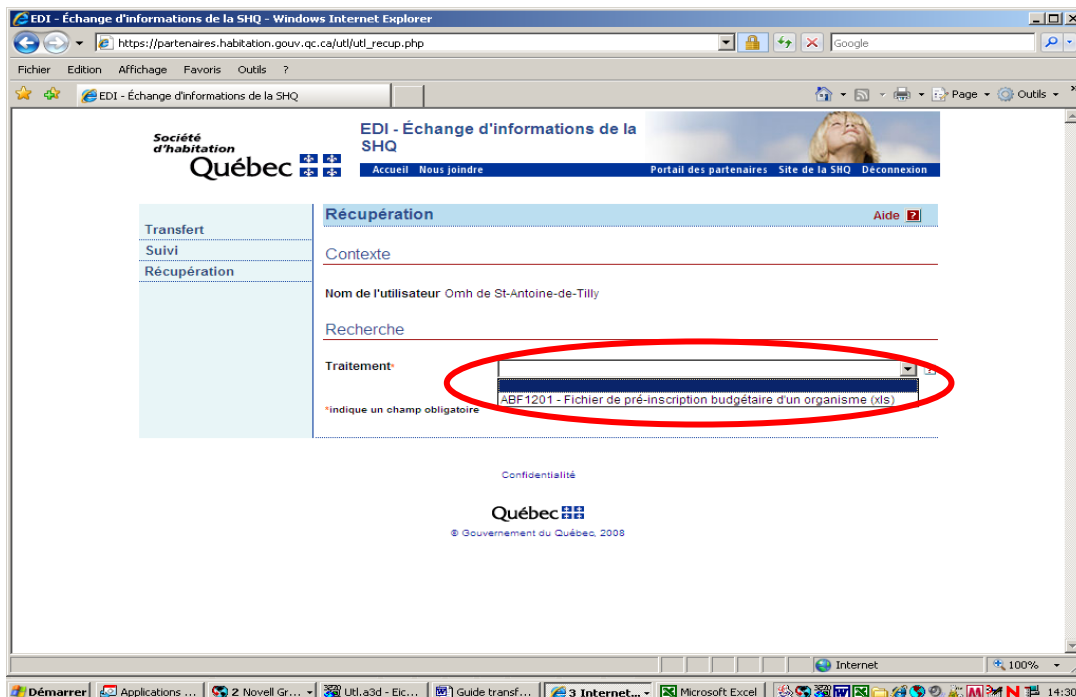 EDI - Échange d'informations de la SHQ - Windows Internet Explorer
https://partenaires.habitation.gouv.qc.ca/utl/utl_recup.php
Google
Fichier Edition Affichage Favoris Outils ?
EDI - Échange d'informations de la SHQ
Page Outils
Société
d'habitation
Québec
EDI - Échange d'informations de la
SHQ
Accueil Nous joindre Portail des partenaires Site de la SHQ Déconnexion
Transfert
Suivi
Récupération
Récupération Aide ?
Contexte
Nom de l'utilisateur Omh de St-Antoine-de-Tilly
Recherche
Traitement*
ABF1201 - Fichier de pré-inscription budgétaire d'un organisme (xls)
*indique un champ obligatoire
Confidentialité
Québec
© Gouvernement du Québec, 2008
Internet 100%
Démarrer Applications ... 2 Novell Gr... Utl.a3d - Eic... Guide transf... 3 Internet... Microsoft Excel 14:30